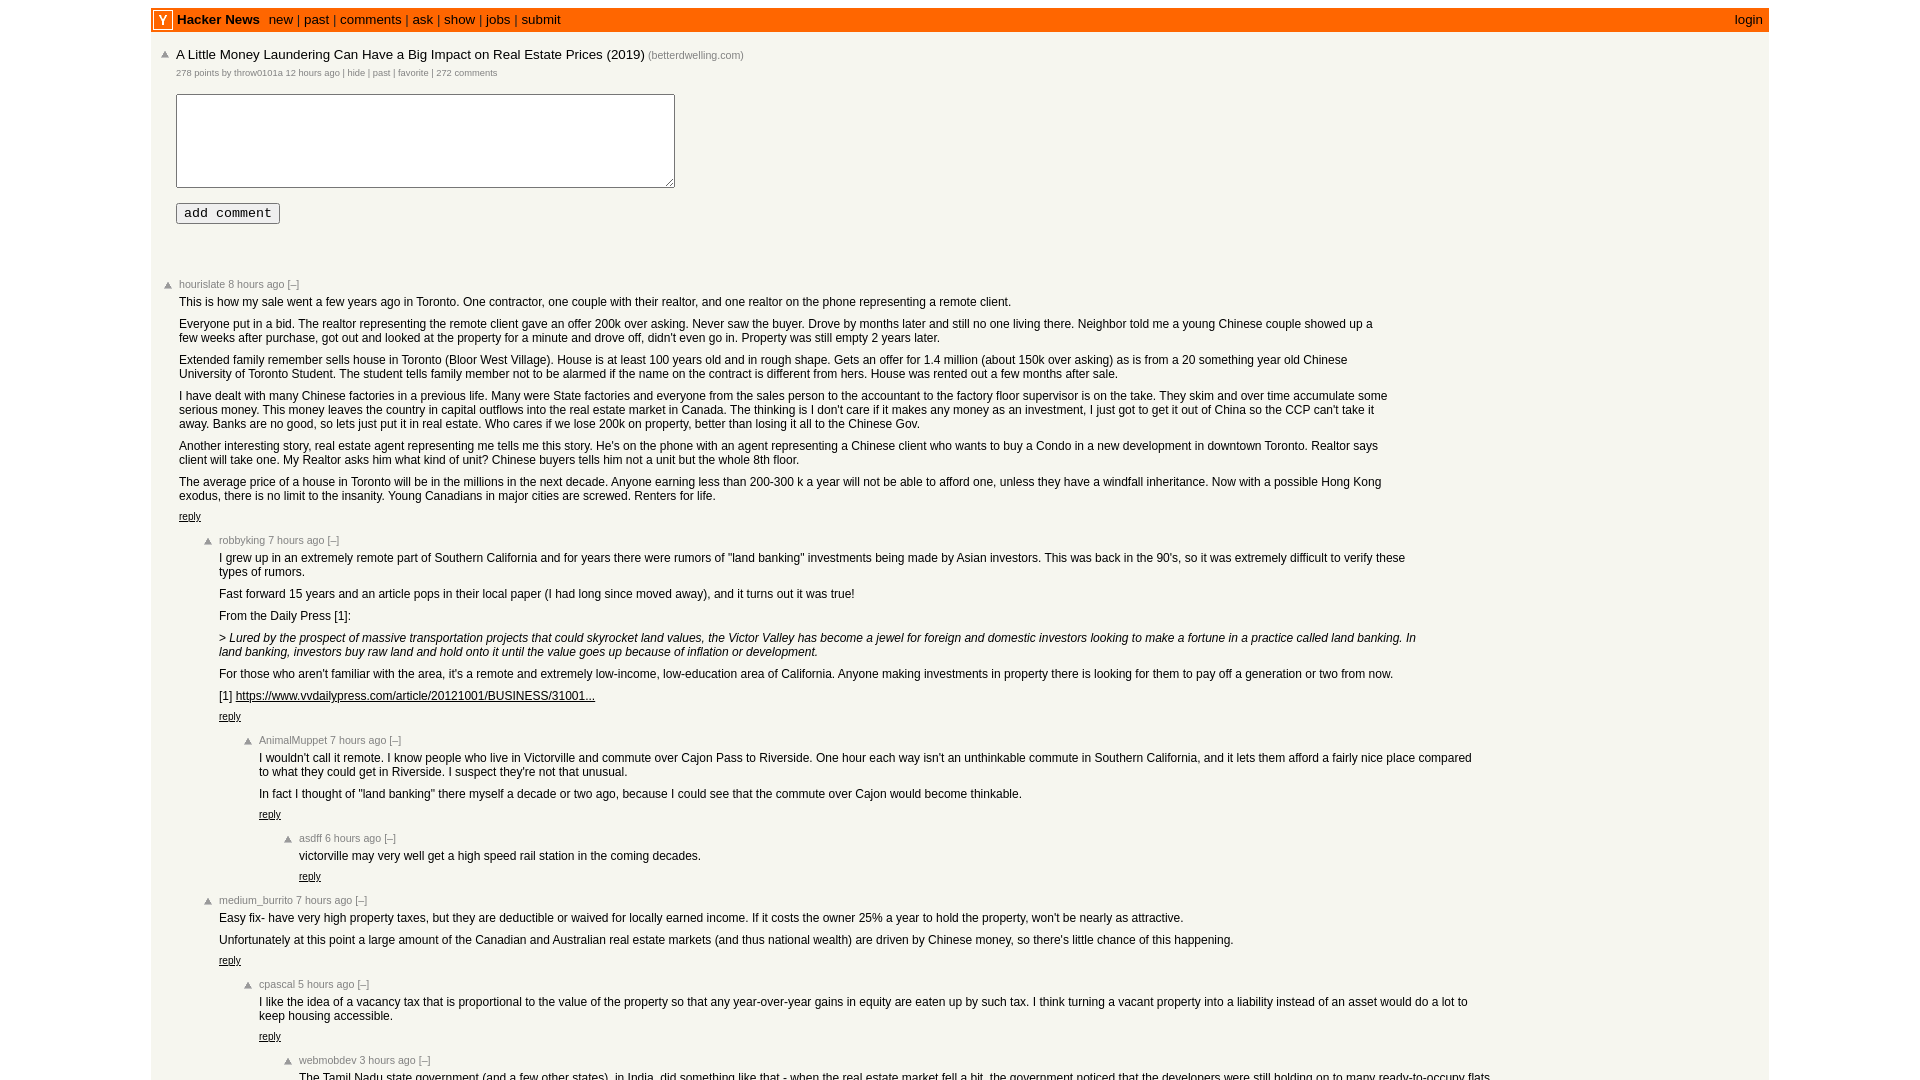 Y Hacker News new | past | comments | ask | show | jobs | submit login
A Little Money Laundering Can Have a Big Impact on Real Estate Prices (2019) (betterdwelling.com)
278 points by throw0101a 12 hours ago | hide | past | favorite | 272 comments
add comment
hourislate 8 hours ago [–]
This is how my sale went a few years ago in Toronto. One contractor, one couple with their realtor, and one realtor on the phone representing a remote client.
Everyone put in a bid. The realtor representing the remote client gave an offer 200k over asking. Never saw the buyer. Drove by months later and still no one living there. Neighbor told me a young Chinese couple showed up a
few weeks after purchase, got out and looked at the property for a minute and drove off, didn't even go in. Property was still empty 2 years later.
Extended family remember sells house in Toronto (Bloor West Village). House is at least 100 years old and in rough shape. Gets an offer for 1.4 million (about 150k over asking) as is from a 20 something year old Chinese
University of Toronto Student. The student tells family member not to be alarmed if the name on the contract is different from hers. House was rented out a few months after sale.
I have dealt with many Chinese factories in a previous life. Many were State factories and everyone from the sales person to the accountant to the factory floor supervisor is on the take. They skim and over time accumulate some
serious money. This money leaves the country in capital outflows into the real estate market in Canada. The thinking is I don't care if it makes any money as an investment, I just got to get it out of China so the CCP can't take it
away. Banks are no good, so lets just put it in real estate. Who cares if we lose 200k on property, better than losing it all to the Chinese Gov.
Another interesting story, real estate agent representing me tells me this story. He's on the phone with an agent representing a Chinese client who wants to buy a Condo in a new development in downtown Toronto. Realtor says
client will take one. My Realtor asks him what kind of unit? Chinese buyers tells him not a unit but the whole 8th floor.
The average price of a house in Toronto will be in the millions in the next decade. Anyone earning less than 200-300 k a year will not be able to afford one, unless they have a windfall inheritance. Now with a possible Hong Kong
exodus, there is no limit to the insanity. Young Canadians in major cities are screwed. Renters for life.
reply
robbyking 7 hours ago [–]
I grew up in an extremely remote part of Southern California and for years there were rumors of "land banking" investments being made by Asian investors. This was back in the 90's, so it was extremely difficult to verify these
types of rumors.
Fast forward 15 years and an article pops in their local paper (I had long since moved away), and it turns out it was true!
From the Daily Press [1]:
> Lured by the prospect of massive transportation projects that could skyrocket land values, the Victor Valley has become a jewel for foreign and domestic investors looking to make a fortune in a practice called land banking. In
land banking, investors buy raw land and hold onto it until the value goes up because of inflation or development.
For those who aren't familiar with the area, it's a remote and extremely low-income, low-education area of California. Anyone making investments in property there is looking for them to pay off a generation or two from now.
[1] https://www.vvdailypress.com/article/20121001/BUSINESS/31001...
reply
AnimalMuppet 7 hours ago [–]
I wouldn't call it remote. I know people who live in Victorville and commute over Cajon Pass to Riverside. One hour each way isn't an unthinkable commute in Southern California, and it lets them afford a fairly nice place compared
to what they could get in Riverside. I suspect they're not that unusual.
In fact I thought of "land banking" there myself a decade or two ago, because I could see that the commute over Cajon would become thinkable.
reply
asdff 6 hours ago [–]
victorville may very well get a high speed rail station in the coming decades.
reply
medium_burrito 7 hours ago [–]
Easy fix- have very high property taxes, but they are deductible or waived for locally earned income. If it costs the owner 25% a year to hold the property, won't be nearly as attractive.
Unfortunately at this point a large amount of the Canadian and Australian real estate markets (and thus national wealth) are driven by Chinese money, so there's little chance of this happening.
reply
cpascal 5 hours ago [–]
I like the idea of a vacancy tax that is proportional to the value of the property so that any year-over-year gains in equity are eaten up by such tax. I think turning a vacant property into a liability instead of an asset would do a lot to
keep housing accessible.
reply
webmobdev 3 hours ago [–]
The Tamil Nadu state government (and a few other states), in India, did something like that - when the real estate market fell a bit, the government noticed that the developers were still holding on to many ready-to-occupy flats